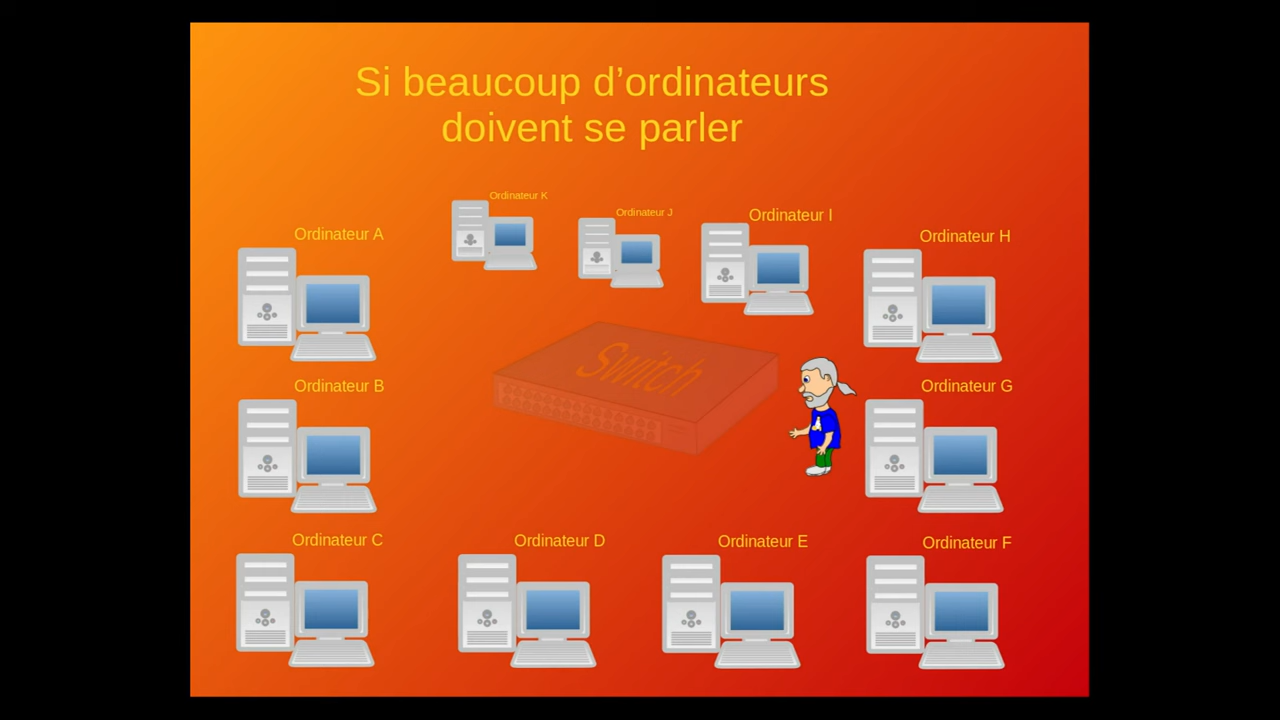 Si beaucoup d’ordinateurs
doivent se parler
Ordinateur K
Ordinateur J
Ordinateur I
Ordinateur A
Ordinateur H
Switch
Ordinateur B
Ordinateur G
Ordinateur C
Ordinateur D
Ordinateur E
Ordinateur F